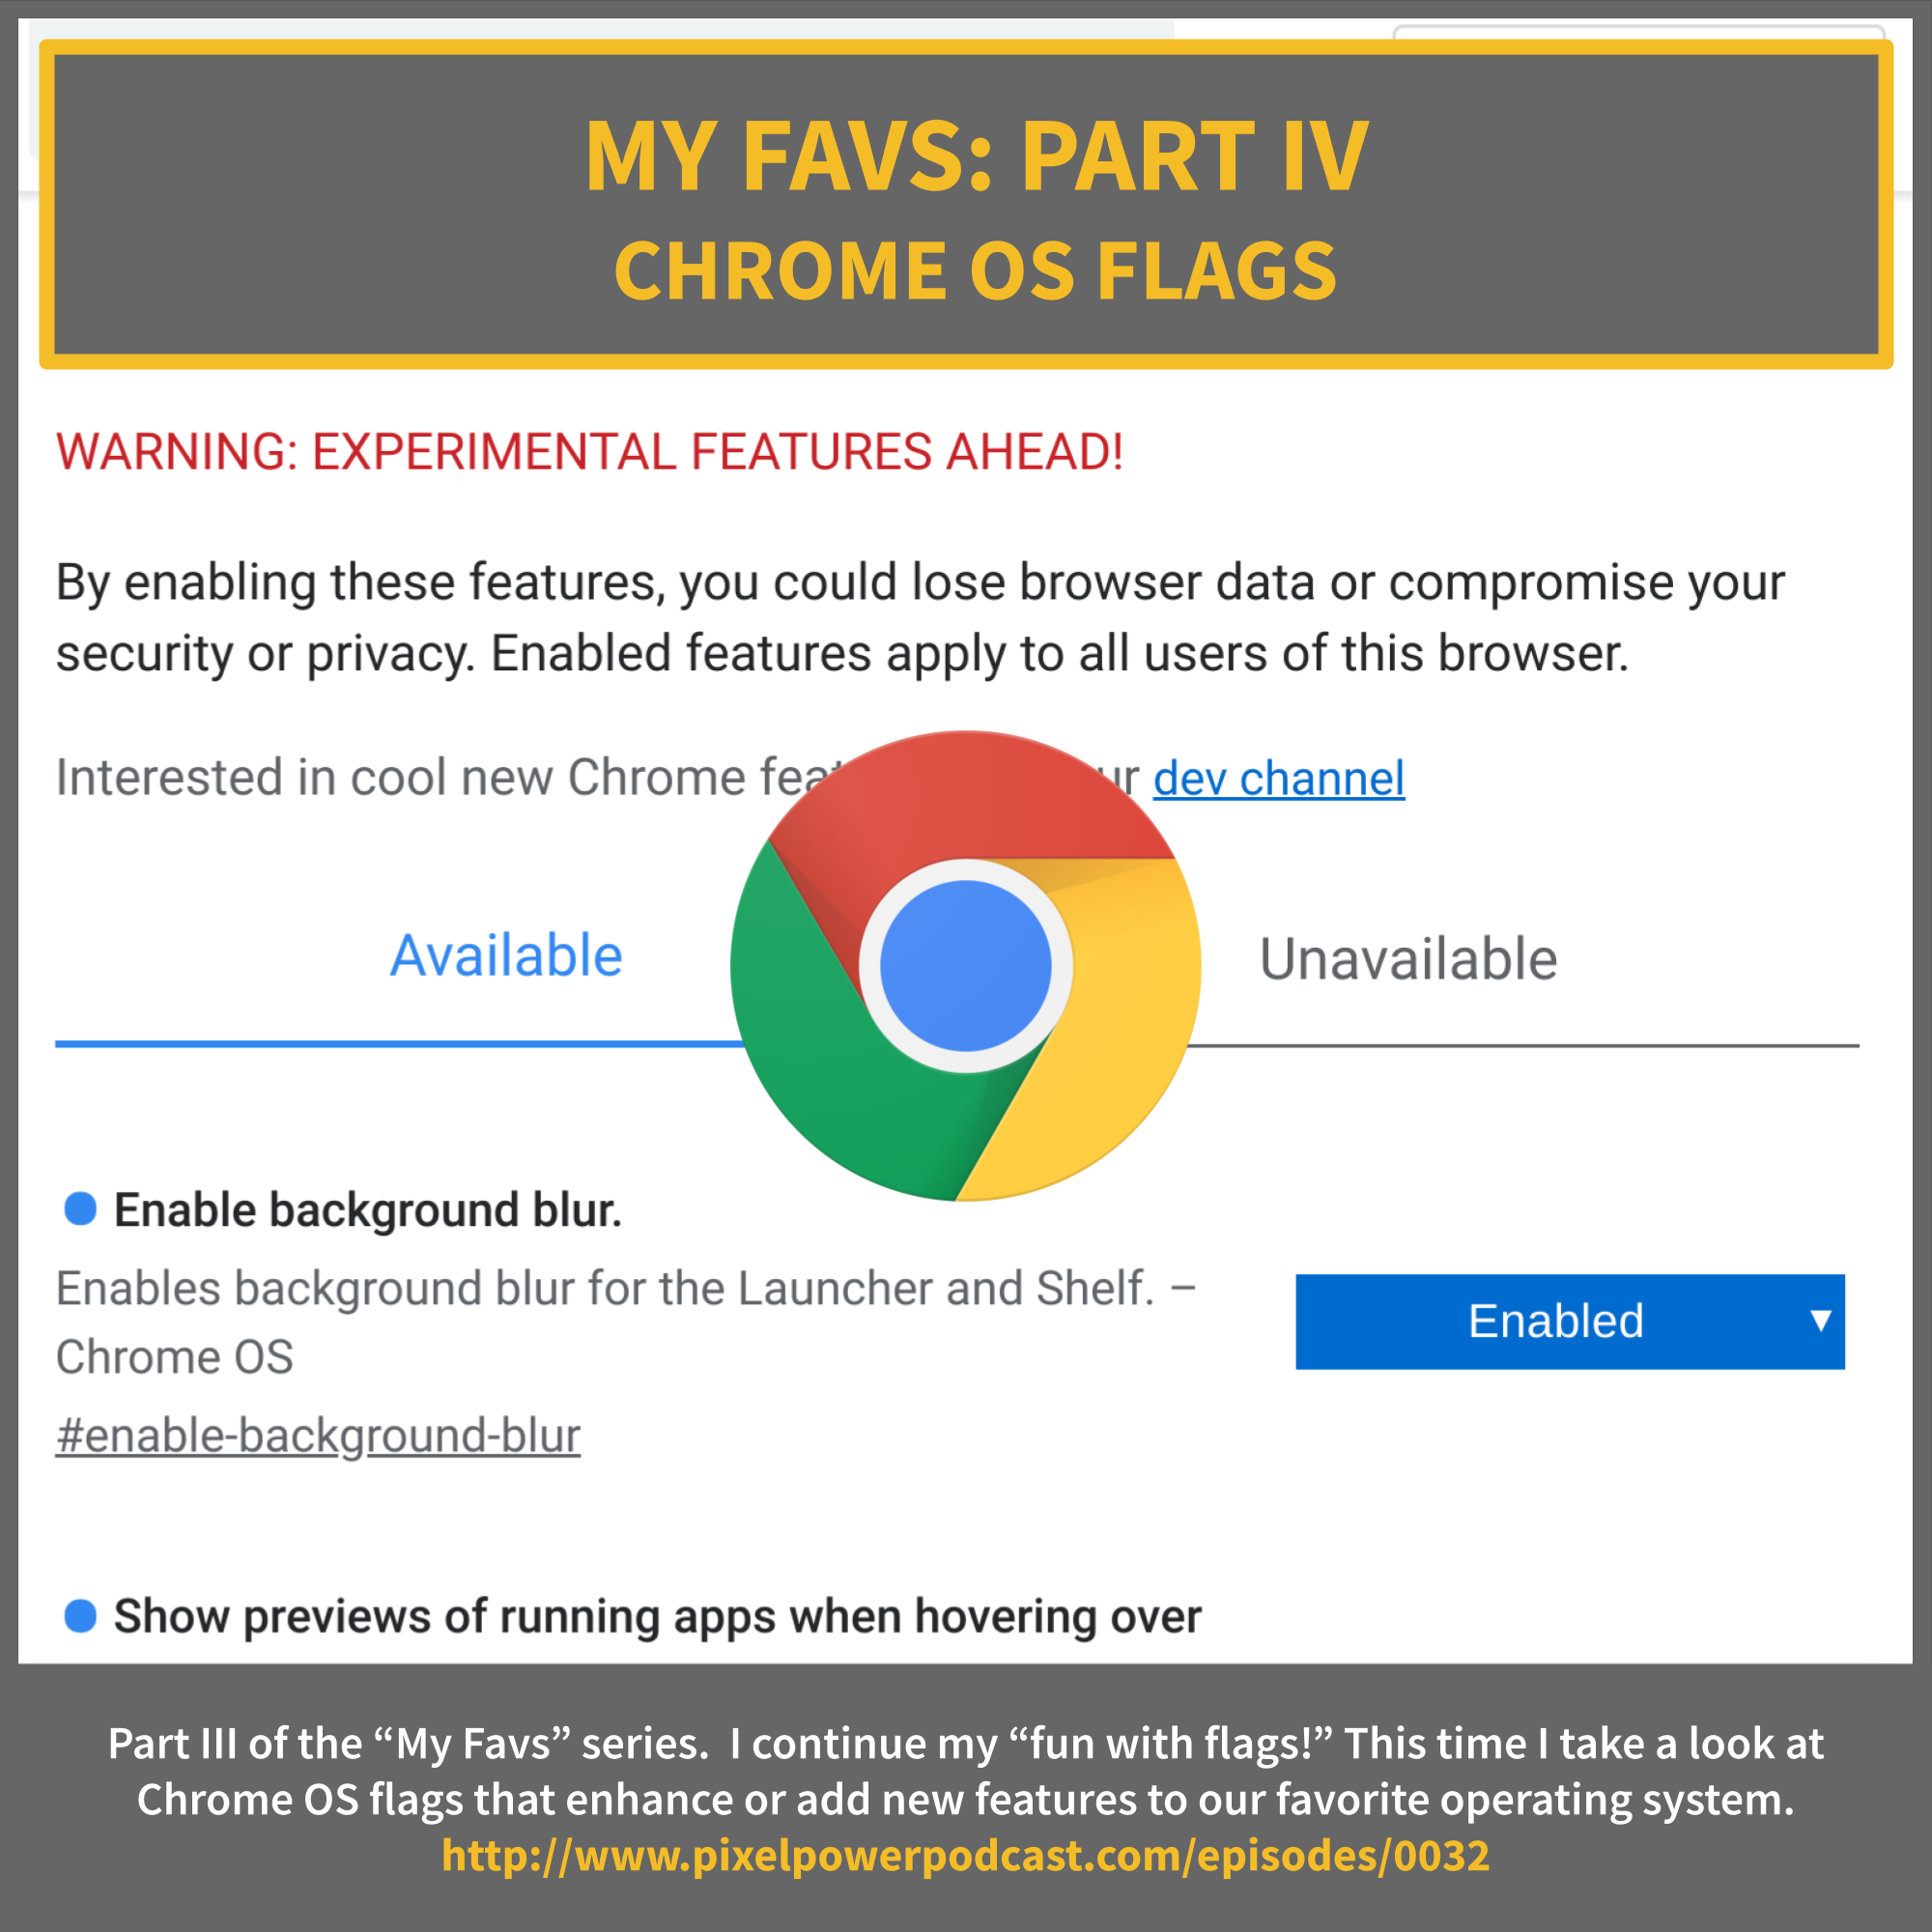 MY FAVS: PART IV
CHROME OS FLAGS
WARNING: EXPERIMENTAL FEATURES AHEAD!
By enabling these features, you could lose browser data or compromise your
security or privacy. Enabled features apply to all users of this browser.
Interested in cool new Chrome dev channel
Available
Unavailable
Enable background blur.
Enables background blur for the Launcher and Shelf. –
Chrome OS
Enabled
#enable-background-blur
Show previews of running apps when hovering over
Part III of the “My Favs” series.  I continue my “fun with flags!” This time I take a look at
Chrome OS flags that enhance or add new features to our favorite operating system.
http://www.pixelpowerpodcast.com/episodes/0032